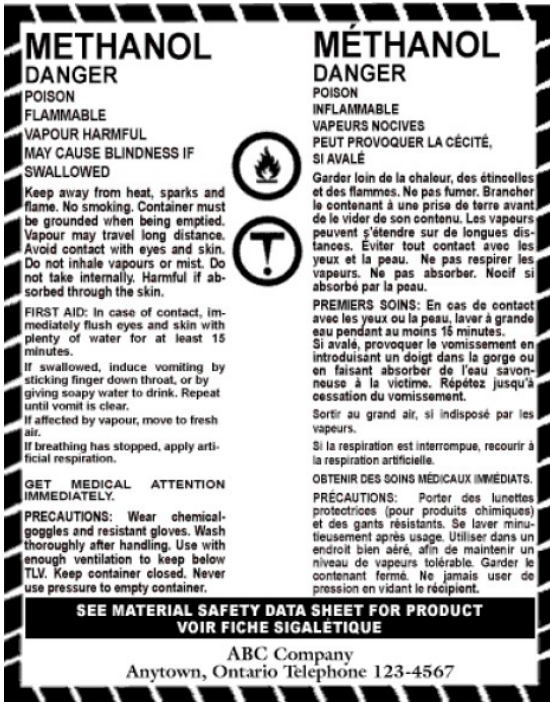 METHANOL
DANGER
POISON
FLAMMABLE
VAPOUR HARMFUL
MAY CAUSE BLINDNESS IF
SWALLOWED
Keep away from heat, sparks and
flame. No smoking. Container must
be grounded when being emptied.
Vapour may travel long distance.
Avoid contact with eyes and skin.
Do not inhale vapours or mist. Do
not take internally. Harmful if ab-
sorbed through the skin.
FIRST AID: In case of contact, im-
mediately flush eyes and skin with
plenty of water for at least 15
minutes.
If swallowed, induce vomiting by
sticking finger down throat, or by
giving soapy water to drink. Repeat
until vomit is clear.
If affected by vapour, move to fresh
air.
If breathing has stopped, apply arti-
ficial respiration.
GET MEDICAL ATTENTION
IMMEDIATELY.
PRECAUTIONS: Wear chemical-
goggles and resistant gloves. Wash
thoroughly after handling. Use with
enough ventilation to keep below
TLV. Keep container closed. Never
use pressure to empty container.
MÉTHANOL
DANGER
POISON
INFLAMMABLE
VAPEURS NOCIVES
PEUT PROVOQUER LA CÉCITÉ,
SI AVALÉ
Garder loin de la chaleur, des étincelles
et des flammes. Ne pas fumer. Brancher
le contenant à une prise de terre avant
de le vider de son contenu. Les vapeurs
peuvent s'étendre sur de longues dis-
tances. Éviter tout contact avec les
yeux et la peau. Ne pas respirer les
vapeurs. Ne pas absorber. Nocif si
absorbé par la peau.
PREMIERS SOINS: En cas de contact
avec les yeux ou la peau, laver à grande
eau pendant au moins 15 minutes.
Si avalé, provoquer le vomissement en
introduisant un doigt dans la gorge ou
en faisant absorber de l'eau savon-
neuse à la victime. Répétez jusqu'à
cessation du vomissement.
Sortir au grand air, si indisposé par les
vapeurs.
Si la respiration est interrompue, recourir à
la respiration artificielle.
OBTENIR DES SOINS MÉDICAUX IMMÉDIATS.
PRÉCAUTIONS: Porter des lunettes
protectrices (pour produits chimiques)
et des gants résistants. Se laver minu-
tieusement après usage. Utiliser dans un
endroit bien aéré, afin de maintenir un
niveau de vapeurs tolérable. Garder le
contenant fermé. Ne jamais user de
pression en vidant le récipient.
SEE MATERIAL SAFETY DATA SHEET FOR PRODUCT
VOIR FICHE SIGALÉTIQUE
ABC Company
Anytown, Ontario Telephone 123-4567